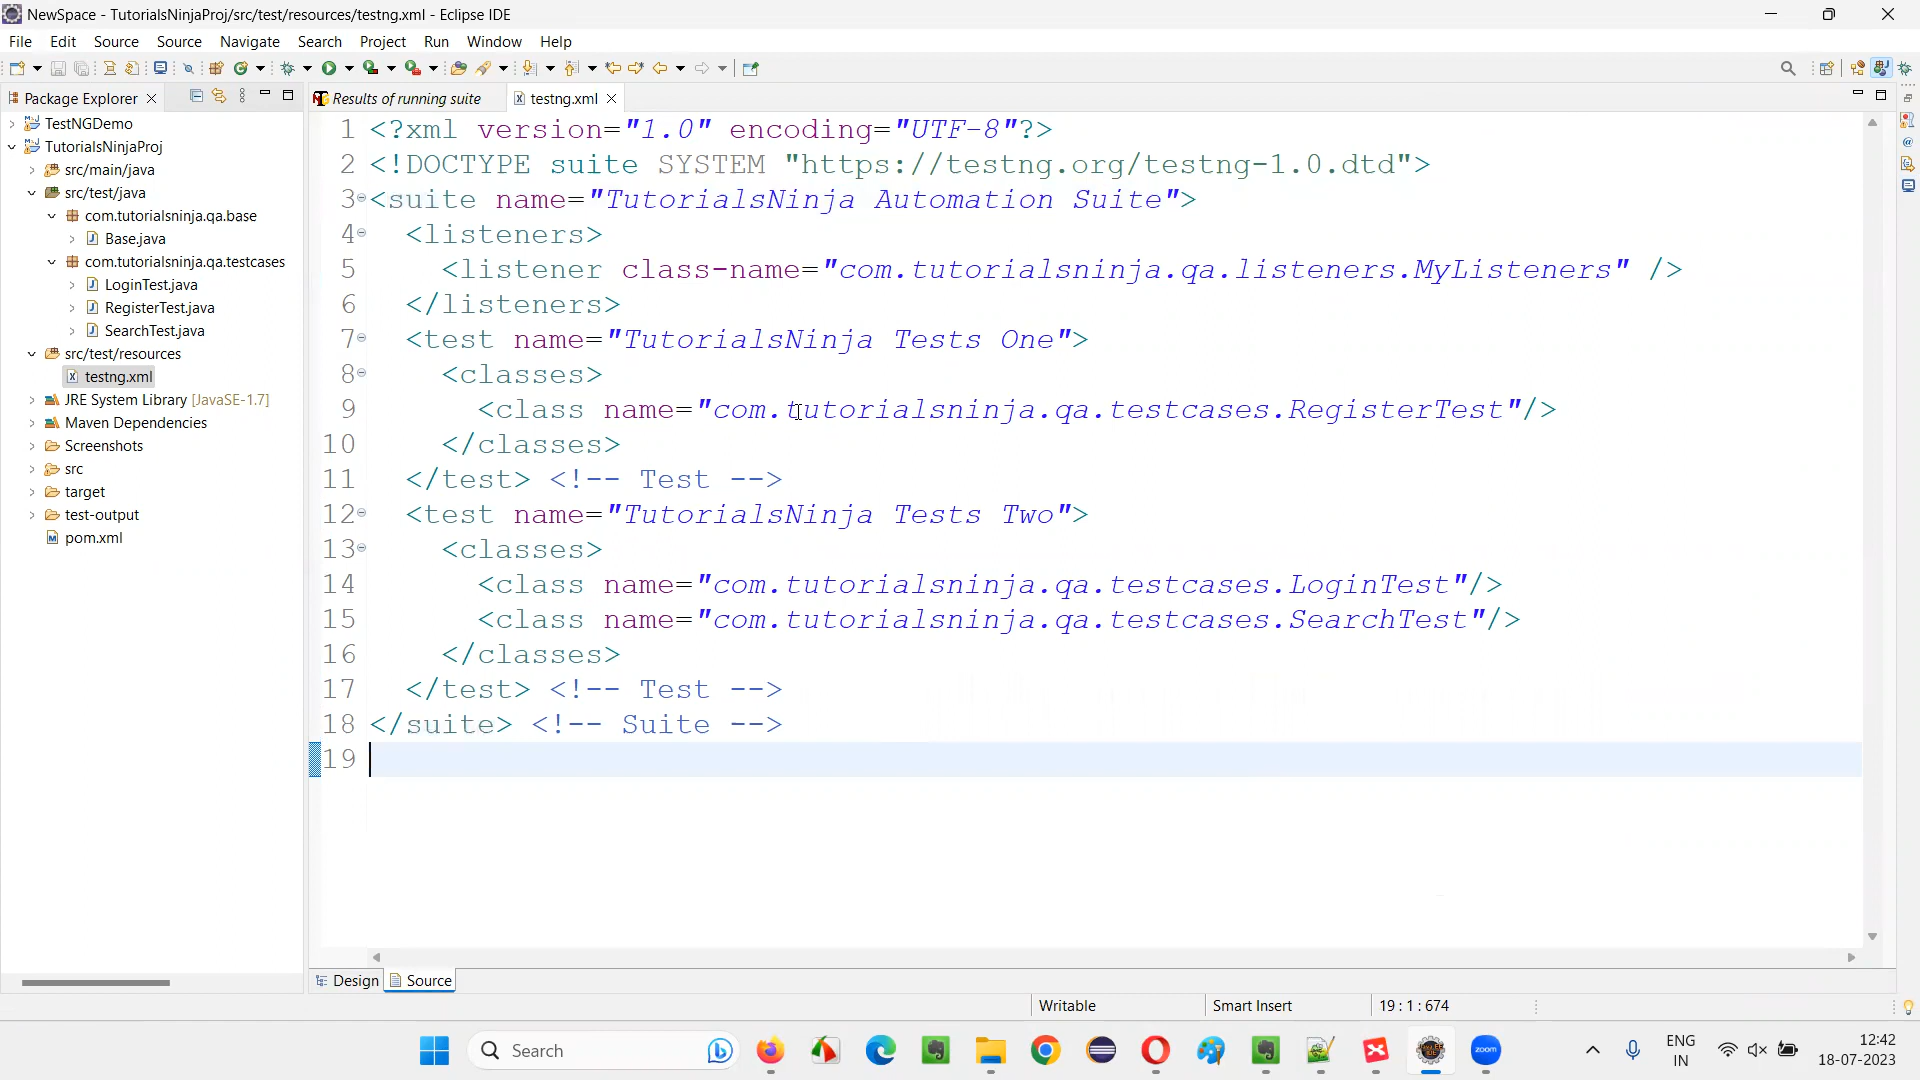 NewSpace - TutorialsNinjaProj/src/test/resources/testng.xml - Eclipse IDE
File Edit Source Source Navigate Search Project Run Window Help
Package Explorer
Results of running suite
testng.xml
TestNGDemo
TutorialsNinjaProj
src/main/java
src/test/java
com.tutorialsninja.qa.base
Base.java
com.tutorialsninja.qa.testcases
LoginTest.java
RegisterTest.java
SearchTest.java
src/test/resources
testng.xml
JRE System Library [JavaSE-1.7]
Maven Dependencies
Screenshots
src
target
test-output
pom.xml
1 <?xml version="1.0" encoding="UTF-8"?>
2 <!DOCTYPE suite SYSTEM "https://testng.org/testng-1.0.dtd">
3 <suite name="TutorialsNinja Automation Suite">
4 <listeners>
5 <listener class-name="com.tutorialsninja.qa.listeners.MyListeners" />
6 </listeners>
7 <test name="TutorialsNinja Tests One">
8 <classes>
9 <class name="com.tutorialsninja.qa.testcases.RegisterTest"/>
10 </classes>
11 </test> <!-- Test -->
12 <test name="TutorialsNinja Tests Two">
13 <classes>
14 <class name="com.tutorialsninja.qa.testcases.LoginTest"/>
15 <class name="com.tutorialsninja.qa.testcases.SearchTest"/>
16 </classes>
17 </test> <!-- Test -->
18 </suite> <!-- Suite -->
19
Design Source
Writable Smart Insert 19 : 1 : 674
Search
zoom
ENG
IN
12:42
18-07-2023